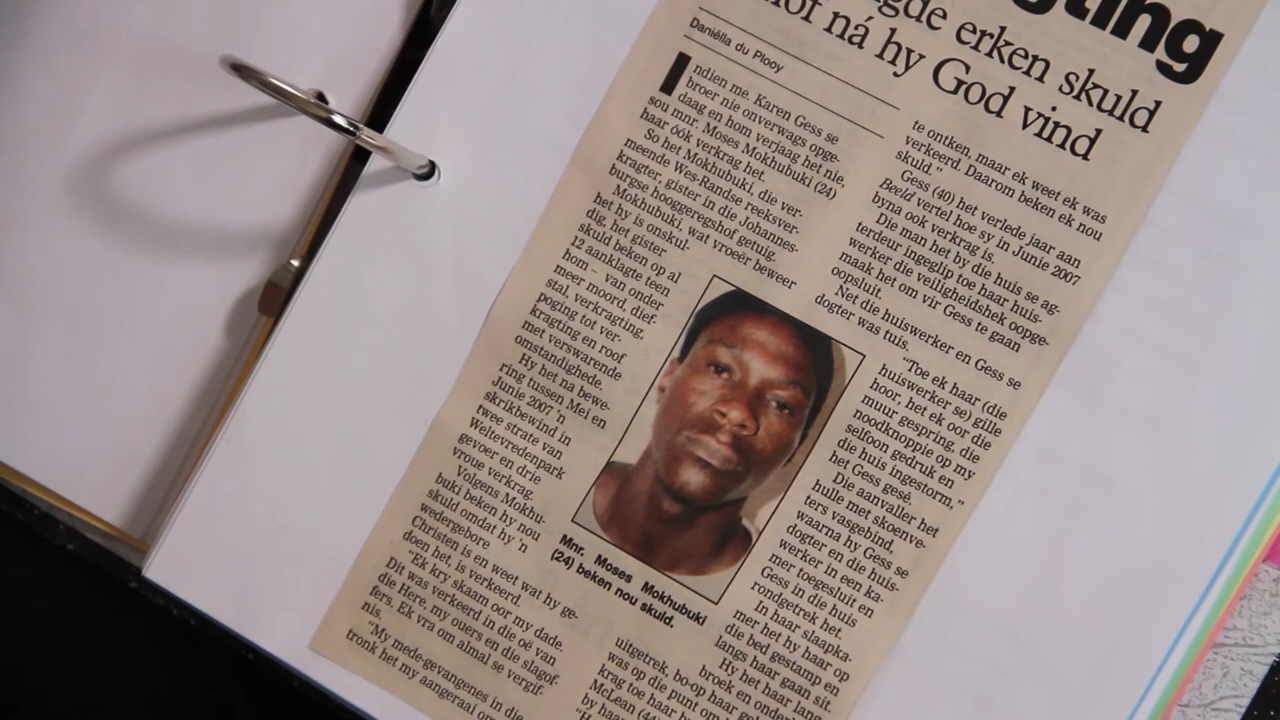 gting
gde erken skuld
hof ná hy God vind
Daniëlla du Plooy
Indien me. Karen Gess se
broer nie onverwags opge-
daag en hom verjaag het nie,
sou mnr. Moses Mokhubuki (24)
haar óók verkrag het.
So het Mokhubuki, die ver-
meende Wes-Randse reeksver-
kragter, gister in die Johannes-
burgse hooggeregshof getuig.
Mokhubuki, wat vroeër beweer
het hy is onskul-
dig, het gister
skuld beken op al
12 aanklagte teen
hom – van onder
meer moord, dief-
stal, verkragting,
poging tot ver-
kragting en roof
met verswarende
omstandighede.
Hy het na bewe-
ring tussen Mei en
Junie 2007 'n
skrikbewind in
twee strate van
Weltevredenpark
gevoer en drie
vroue verkrag.
Volgens Mokhu-
buki beken hy nou
skuld omdat hy 'n
wedergebore
Christen is en weet wat hy ge-
doen het, is verkeerd.
"Ek kry skaam oor my dade.
Dit was verkeerd in die oë van
die Here, my ouers en die slagof-
fers. Ek vra om almal se vergif-
nis.
"My mede-gevangenes in die
tronk het my aangeraai om
te ontken, maar ek weet ek was
verkeerd. Daarom beken ek nou
skuld."
Gess (40) het verlede jaar aan
Beeld vertel hoe sy in Junie 2007
byna ook verkrag is.
Die man het by die huis se ag-
terdeur ingeglip toe haar huis-
werker die veiligheidshek oopge-
maak het om vir Gess te gaan
oopsluit.
Net die huiswerker en Gess se
dogter was tuis.
"Toe ek haar (die
huiswerker se) gille
hoor, het ek oor die
muur gespring, die
noodknoppie op my
selfoon gedruk en
die huis ingestorm,"
het Gess gesê.
Die aanvaller het
hulle met skoenve-
ters vasgebind,
waarna hy Gess se
dogter en die huis-
werker in een ka-
mer toegesluit en
Gess in die huis
rondgetrek het.
In haar slaapka-
mer het hy haar op
die bed gestamp en
langs haar gaan sit.
Hy het haar lang
broek en onder
uitgetrek, bo-op haar
was op die punt om
krag toe haar
McLean (44)
by haar
Mnr. Moses Mokhubuki
(24) beken nou skuld.